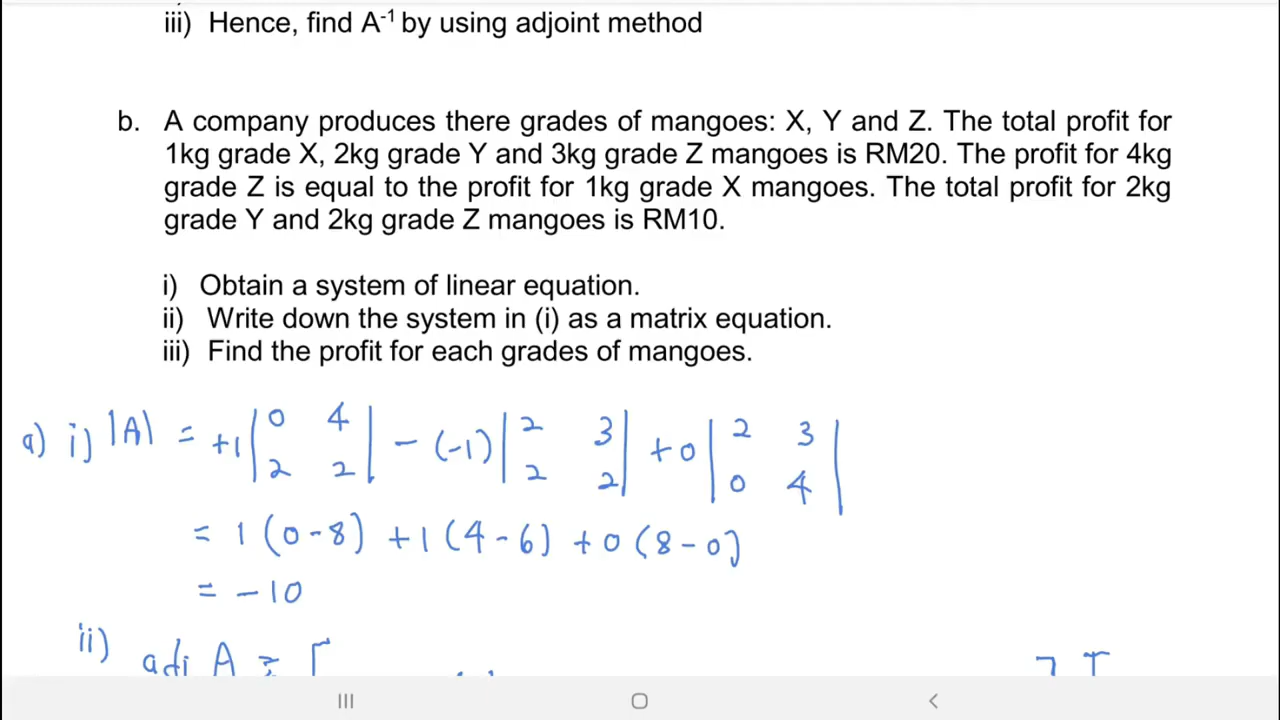 iii) Hence, find A⁻¹ by using adjoint method
b. A company produces there grades of mangoes: X, Y and Z. The total profit for
1kg grade X, 2kg grade Y and 3kg grade Z mangoes is RM20. The profit for 4kg
grade Z is equal to the profit for 1kg grade X mangoes. The total profit for 2kg
grade Y and 2kg grade Z mangoes is RM10.
i) Obtain a system of linear equation.
ii) Write down the system in (i) as a matrix equation.
iii) Find the profit for each grades of mangoes.
a) i) |A| = +1 |0 4; 2 2| - (-1) |2 3; 2 2| + 0 |2 3; 0 4|
= 1 (0 - 8) + 1 (4 - 6) + 0 (8 - 0)
= -10
ii) adj A = [ ] T